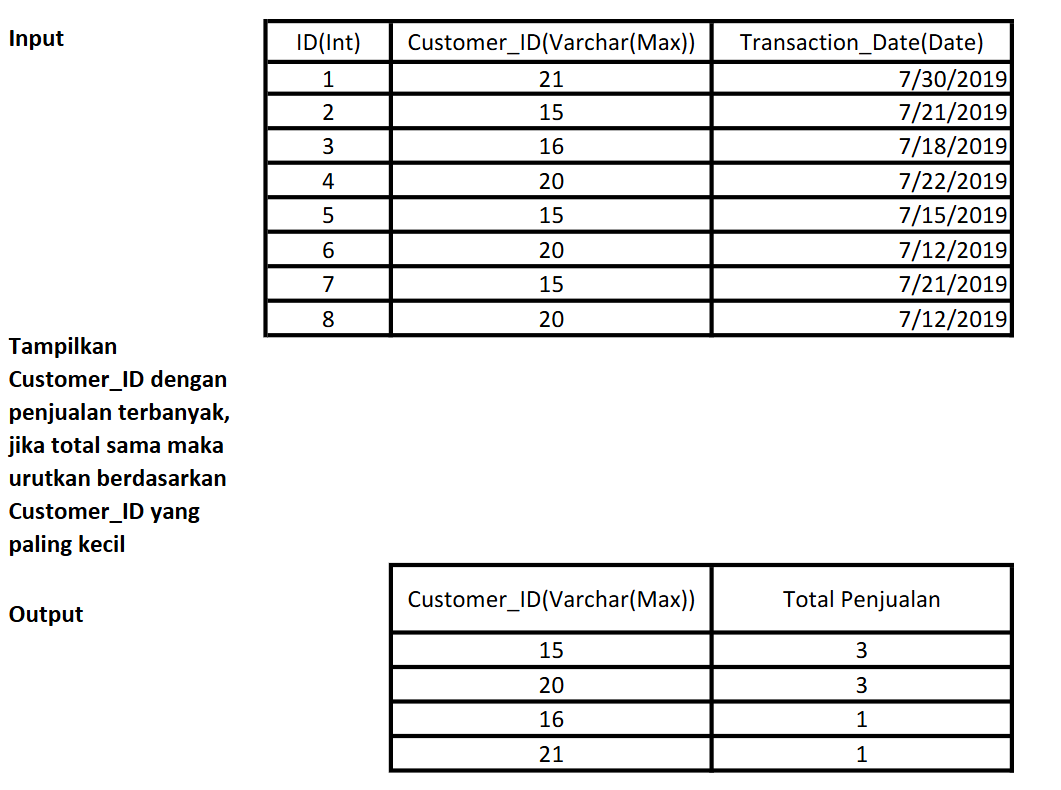 Input
ID(Int) Customer_ID(Varchar(Max)) Transaction_Date(Date)
1 21 7/30/2019
2 15 7/21/2019
3 16 7/18/2019
4 20 7/22/2019
5 15 7/15/2019
6 20 7/12/2019
7 15 7/21/2019
8 20 7/12/2019
Tampilkan
Customer_ID dengan
penjualan terbanyak,
jika total sama maka
urutkan berdasarkan
Customer_ID yang
paling kecil
Output
Customer_ID(Varchar(Max)) Total Penjualan
15 3
20 3
16 1
21 1